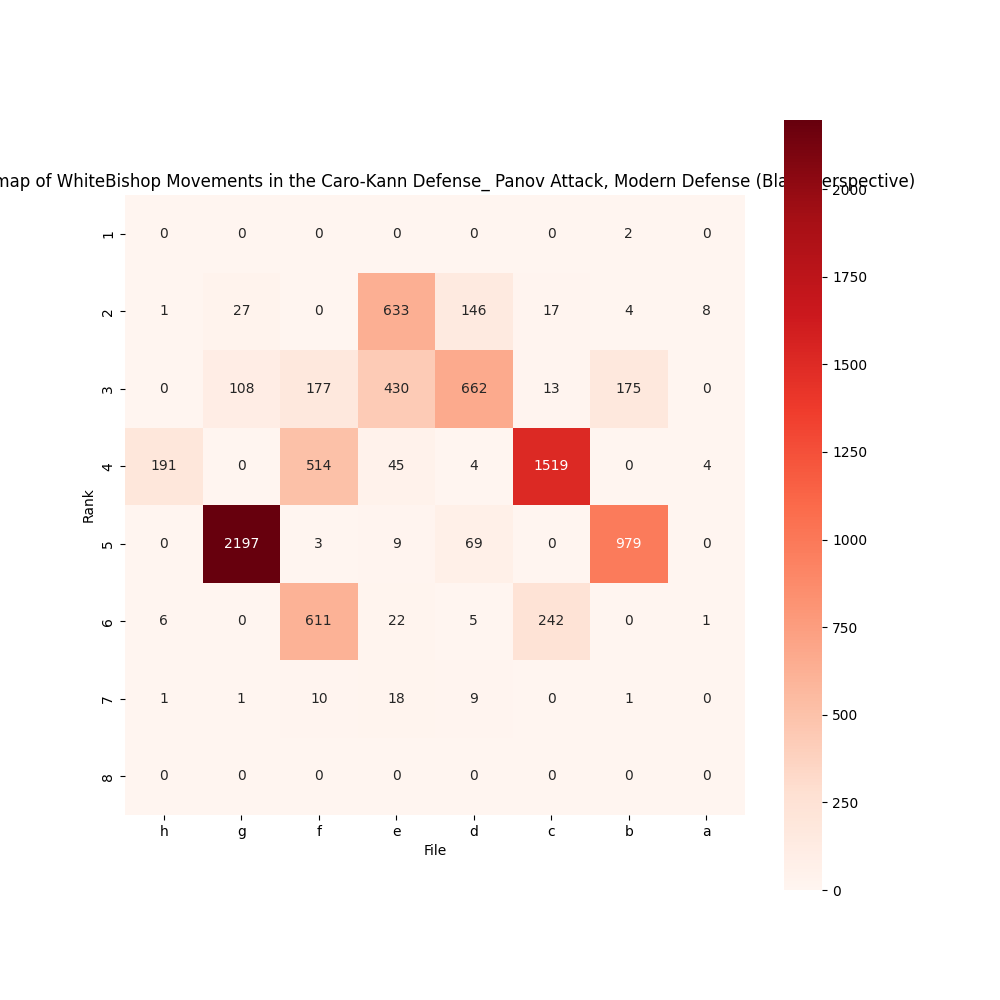 map of WhiteBishop Movements in the Caro-Kann Defense_ Panov Attack, Modern Defense (Black Perspective)
1 0 0 0 0 0 0 2 0
2 1 27 0 633 146 17 4 8
3 0 108 177 430 662 13 175 0
4 191 0 514 45 4 1519 0 4
Rank
5 0 2197 3 9 69 0 979 0
6 6 0 611 22 5 242 0 1
7 1 1 10 18 9 0 1 0
8 0 0 0 0 0 0 0 0
h g f e d c b a
File
2000
1750
1500
1250
1000
750
500
250
0